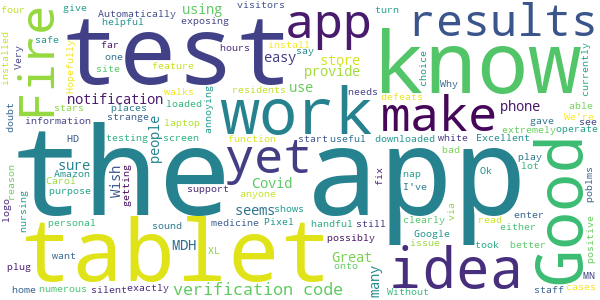 four
give
visitors
Automatically
using
turn
helpful
exposing
install
Very
safe
Hopefully
hours
say
installed
far
store
one
easy
provide
site
feature
test
app
results
know
currently
choice
Why
Fire
notification
walks
needs
doubt
places
stars
residents
defeats
loaded
use
phone
able
We're
information
strange
annoying
laptop
work
make
HD
testing
screen
function
white
gave
see
people
start
useful
downloaded
Excellent
extremely
operate
yet
bad
play
lot
problms
the app
Good
reason
Amazon
sure
Wish
getting
Covid
anyone
fix
Ok
nap
I've
Carol
purpose
support
seems
logo
nursing
personal
medicine
Pixel
shows
handful
still
clearly
via
enter
either
positive
tablet
idea
MDH
sound
possibly
Google
read
issue
took
better
want
XL
Great
onto
many
MN
plug
home
numerous
silent
exactly
verification code
Without
staff
cases